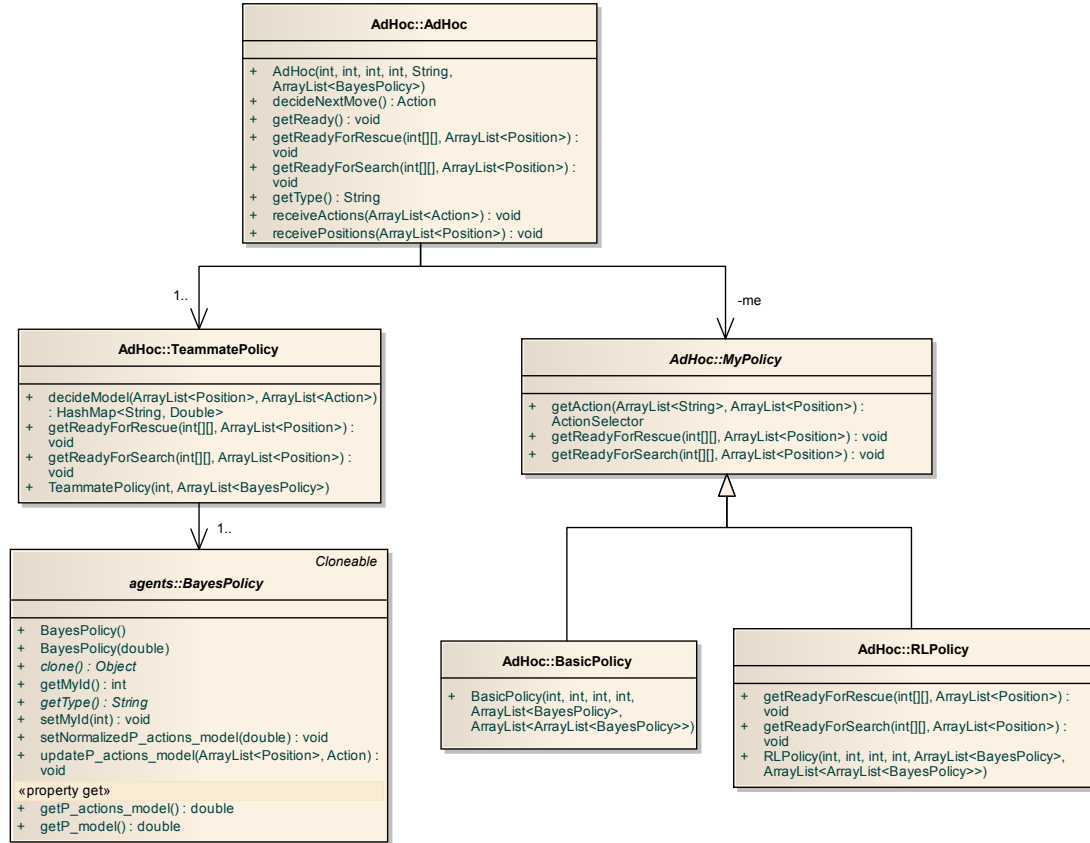 AdHoc::AdHoc
+ AdHoc(int, int, int, int, String,
ArrayList<BayesPolicy>)
+ decideNextMove() : Action
+ getReady() : void
+ getReadyForRescue(int[][], ArrayList<Position>) :
void
+ getReadyForSearch(int[][], ArrayList<Position>) :
void
+ getType() : String
+ receiveActions(ArrayList<Action>) : void
+ receivePositions(ArrayList<Position>) : void
1..
-me
AdHoc::TeammatePolicy
+ decideModel(ArrayList<Position>, ArrayList<Action>)
: HashMap<String, Double>
+ getReadyForRescue(int[][], ArrayList<Position>) :
void
+ getReadyForSearch(int[][], ArrayList<Position>) :
void
+ TeammatePolicy(int, ArrayList<BayesPolicy>)
AdHoc::MyPolicy
+ getAction(ArrayList<String>, ArrayList<Position>) :
ActionSelector
+ getReadyForRescue(int[][], ArrayList<Position>) : void
+ getReadyForSearch(int[][], ArrayList<Position>) : void
1..
Cloneable
agents::BayesPolicy
+ BayesPolicy()
+ BayesPolicy(double)
+ clone() : Object
+ getMyId() : int
+ getType() : String
+ setMyId(int) : void
+ setNormalizedP_actions_model(double) : void
+ updateP_actions_model(ArrayList<Position>, Action) :
void
«property get»
+ getP_actions_model() : double
+ getP_model() : double
AdHoc::BasicPolicy
+ BasicPolicy(int, int, int, int,
ArrayList<BayesPolicy>,
ArrayList<ArrayList<BayesPolicy>>)
AdHoc::RLPolicy
+ getReadyForRescue(int[][], ArrayList<Position>) :
void
+ getReadyForSearch(int[][], ArrayList<Position>) :
void
+ RLPolicy(int, int, int, int, ArrayList<BayesPolicy>,
ArrayList<ArrayList<BayesPolicy>>)